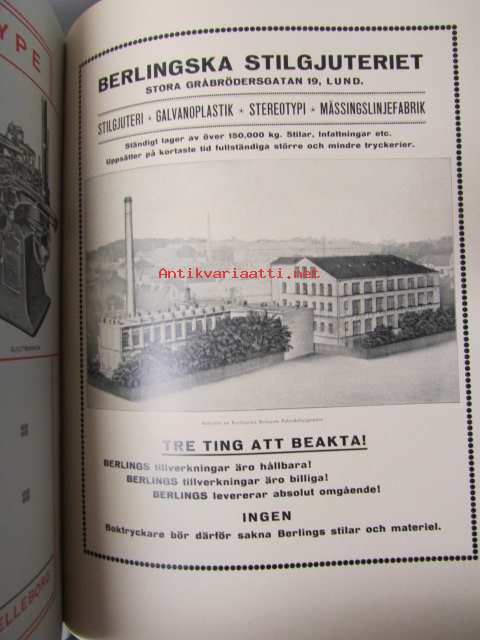 YPE
GJUTMASKIN
ELLEBORG
BERLINGSKA STILGJUTERIET
STORA GRÅBRÖDERSGATAN 19, LUND.
STILGJUTERI • GALVANOPLASTIK • STEREOTYPI • MÄSSINGSLINJEFABRIK
Ständigt lager av över 150,000 kg. Stilar, Infattningar etc.
Uppsätter på kortaste tid fullständiga större och mindre tryckerier.
Antikvariaatti.net
TRE TING ATT BEAKTA!
BERLINGS tillverkningar äro hållbara!
BERLINGS tillverkningar äro billiga!
BERLINGS levererar absolut omgående!
INGEN
Boktryckare bör därför sakna Berlings stilar och materiel.